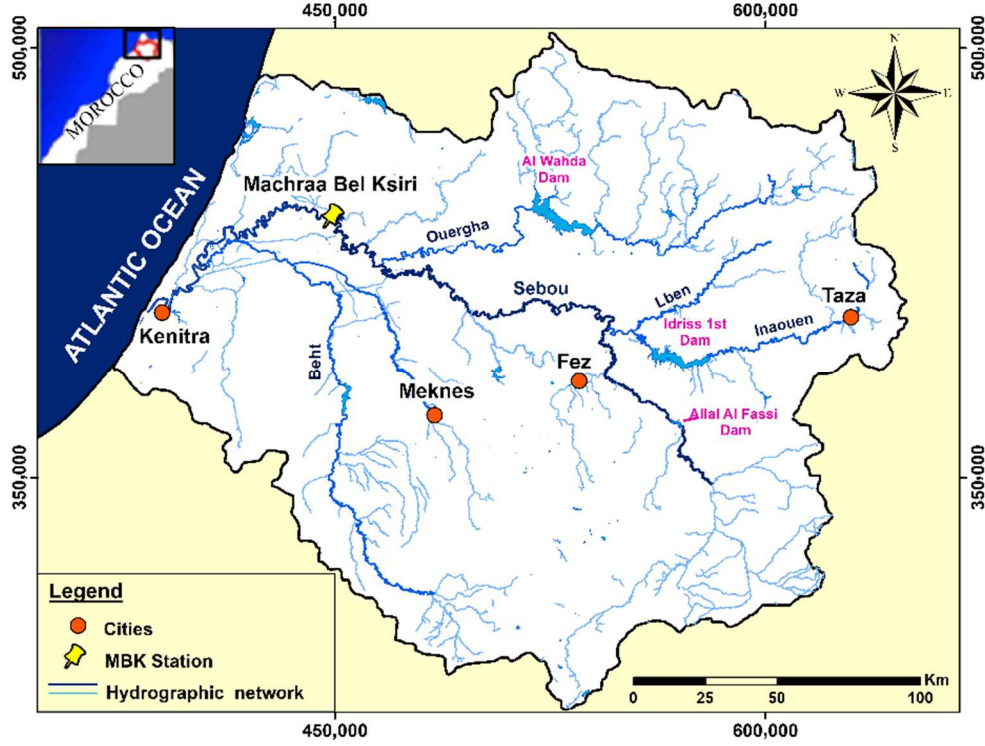 450,000
600,000
500,000
500,000
MOROCCO
N
W
E
S
Al Wahda
Dam
Machraa Bel Ksiri
ATLANTIC OCEAN
Ouergha
Sebou
Lben
Taza
Idriss 1st
Dam
Inaouen
Kenitra
Fez
Beht
Meknes
Allal Al Fassi
Dam
350,000
350,000
Legend
Cities
MBK Station
Hydrographic network
Km
0
25
50
100
450,000
600,000